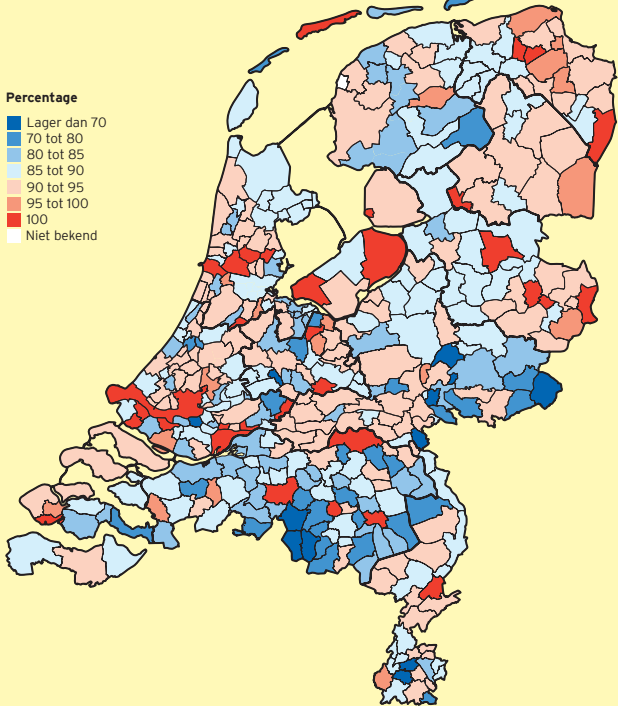 Percentage
Lager dan 70
70 tot 80
80 tot 85
85 tot 90
90 tot 95
95 tot 100
100
Niet bekend